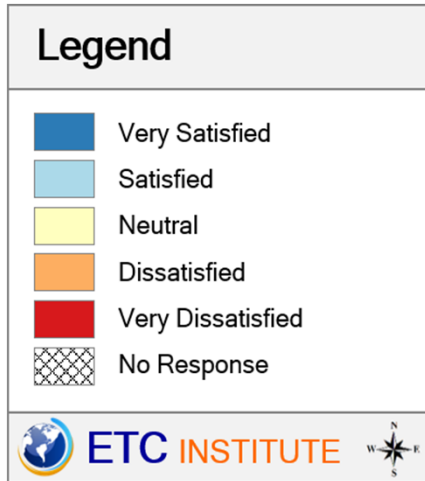 Legend
Very Satisfied
Satisfied
Neutral
Dissatisfied
Very Dissatisfied
No Response
ETC INSTITUTE
N
W E
S